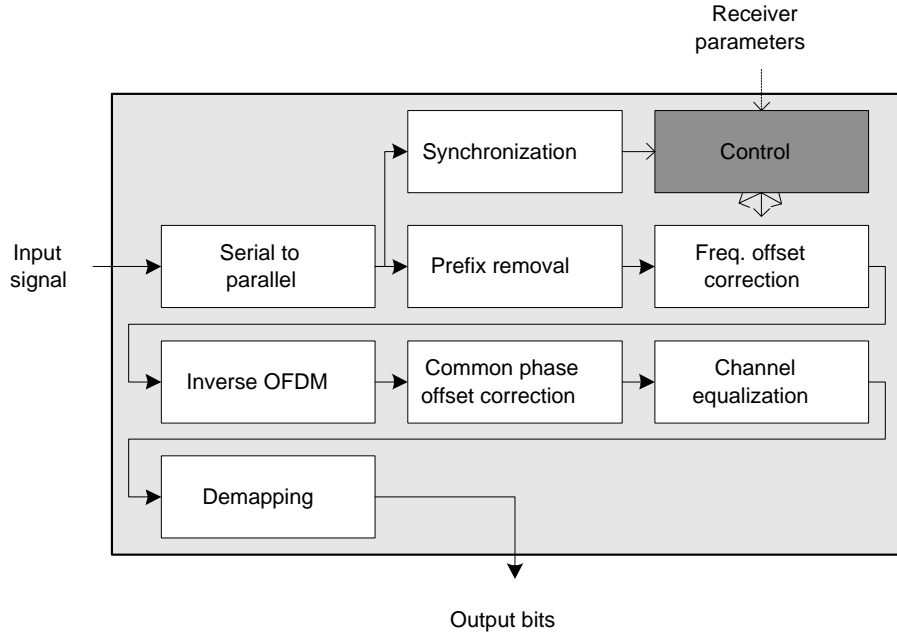 Receiver
parameters
Synchronization
Control
Input
signal
Serial to
parallel
Prefix removal
Freq. offset
correction
Inverse OFDM
Common phase
offset correction
Channel
equalization
Demapping
Output bits